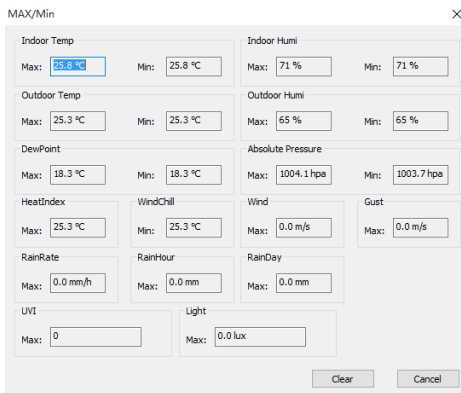 MAX/Min
Indoor Temp
Indoor Humi
Max: 25.8 °C Min: 25.8 °C Max: 71 % Min: 71 %
Outdoor Temp
Outdoor Humi
Max: 25.3 °C Min: 25.3 °C Max: 65 % Min: 65 %
DewPoint
Absolute Pressure
Max: 18.3 °C Min: 18.3 °C Max: 1004.1 hpa Min: 1003.7 hpa
HeatIndex WindChill Wind Gust
Max: 25.3 °C Min: 25.3 °C Max: 0.0 m/s Max: 0.0 m/s
RainRate RainHour RainDay
Max: 0.0 mm/h Max: 0.0 mm Max: 0.0 mm
UVI Light
Max: 0 Max: 0.0 lux
Clear Cancel